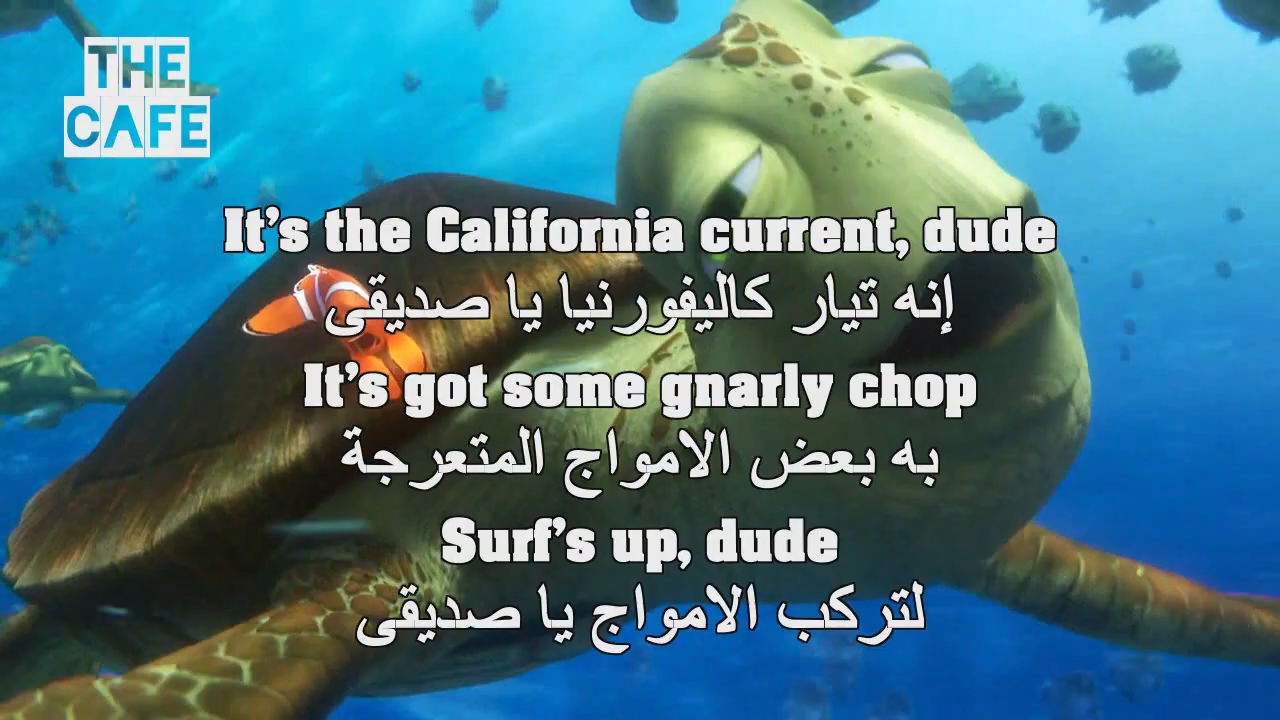 THE
CAFE
It's the California current, dude
إنه تيار كاليفورنيا يا صديقى
It's got some gnarly chop
به بعض الامواج المتعرجة
Surf's up, dude
لتركب الامواج يا صديقى